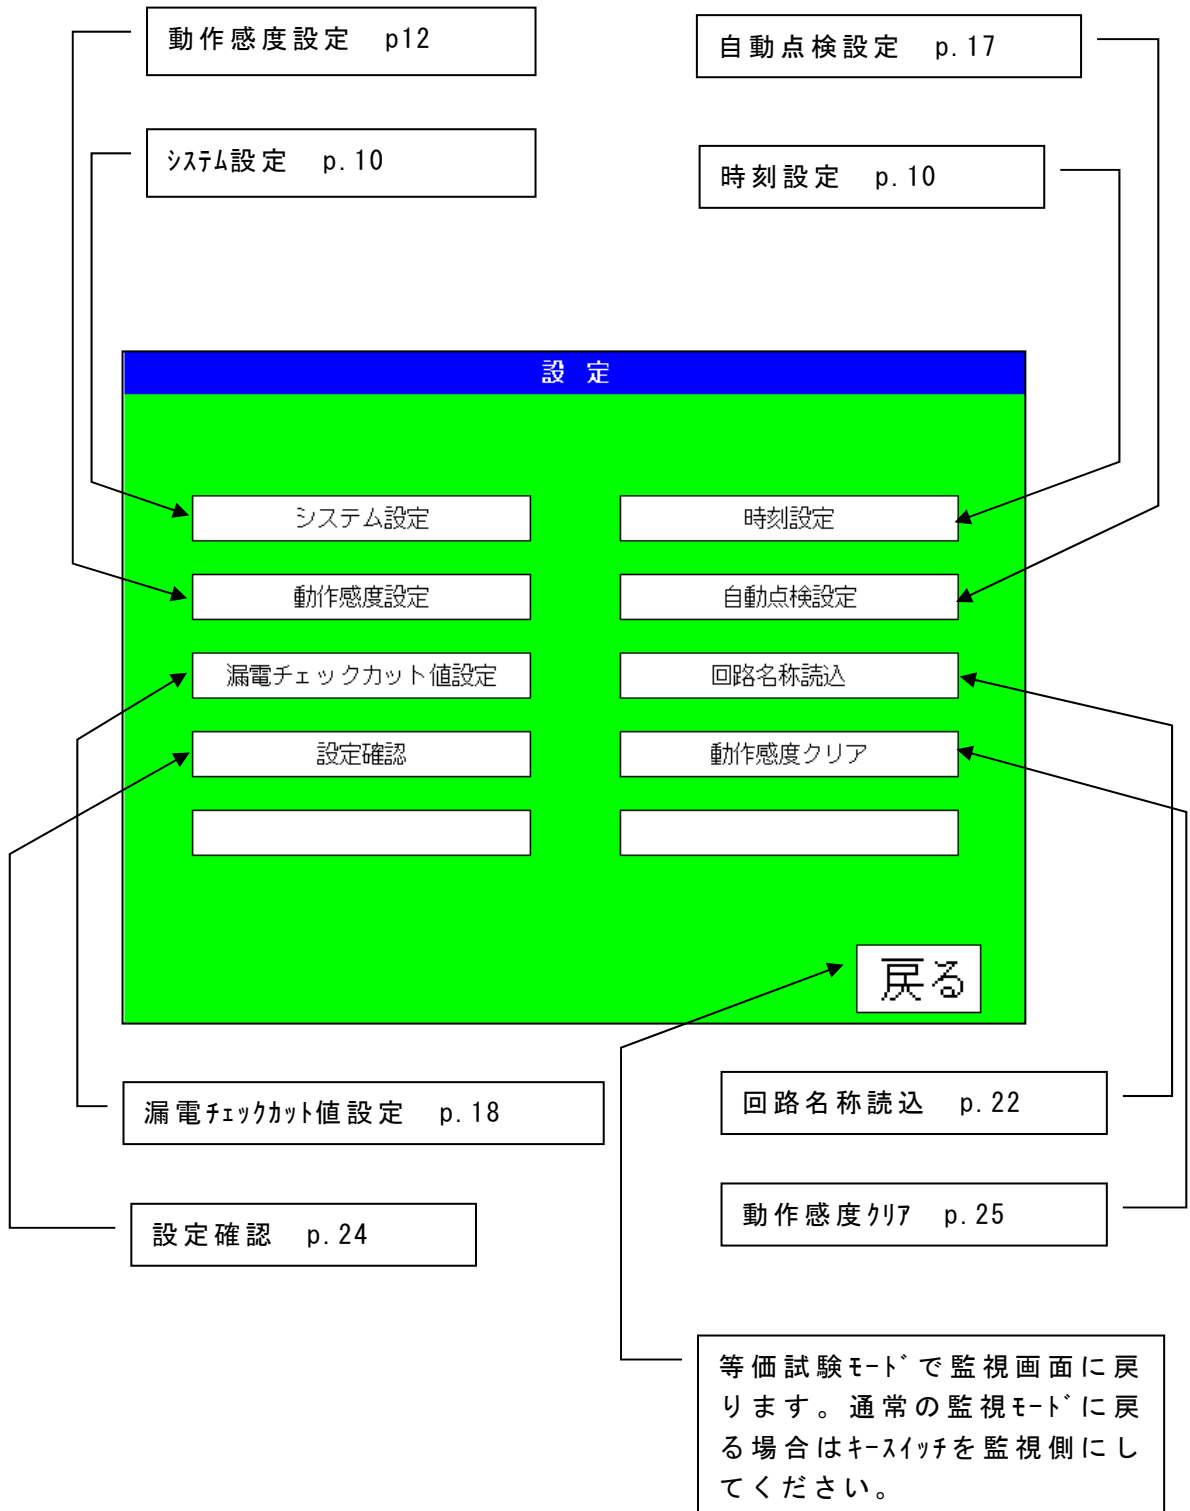 動作感度設定　p12
自動点検設定　p.17
ｼｽﾃﾑ設定　p.10
時刻設定　p.10
設 定
システム設定
時刻設定
動作感度設定
自動点検設定
漏電チェックカット値設定
回路名称読込
設定確認
動作感度クリア
戻る
漏電ﾁｪｯｸｶｯﾄ値設定　p.18
回路名称読込　p.22
設定確認　p.24
動作感度ｸﾘｱ　p.25
等価試験ﾓｰﾄﾞで監視画面に戻
ります。通常の監視ﾓｰﾄﾞに戻
る場合はｷｰｽｲｯﾁを監視側にし
てください。